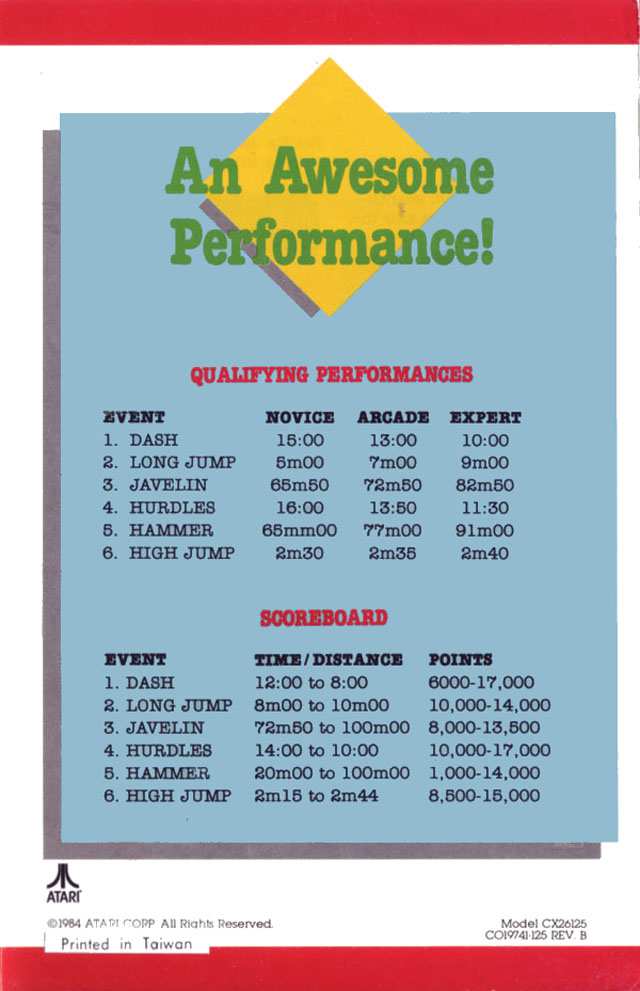 An Awesome
Performance!
QUALIFYING PERFORMANCES
EVENT NOVICE ARCADE EXPERT
1. DASH 15:00 13:00 10:00
2. LONG JUMP 5m00 7m00 9m00
3. JAVELIN 65m50 72m50 82m50
4. HURDLES 16:00 13:50 11:30
5. HAMMER 65mm00 77m00 91m00
6. HIGH JUMP 2m30 2m35 2m40
SCOREBOARD
EVENT TIME/DISTANCE POINTS
1. DASH 12:00 to 8:00 6000-17,000
2. LONG JUMP 8m00 to 10m00 10,000-14,000
3. JAVELIN 72m50 to 100m00 8,000-13,500
4. HURDLES 14:00 to 10:00 10,000-17,000
5. HAMMER 20m00 to 100m00 1,000-14,000
6. HIGH JUMP 2m15 to 2m44 8,500-15,000
ATARI
©1984 ATARI CORP. All Rights Reserved.
Printed in Taiwan
Model CX26125
CO19741-125 REV. B